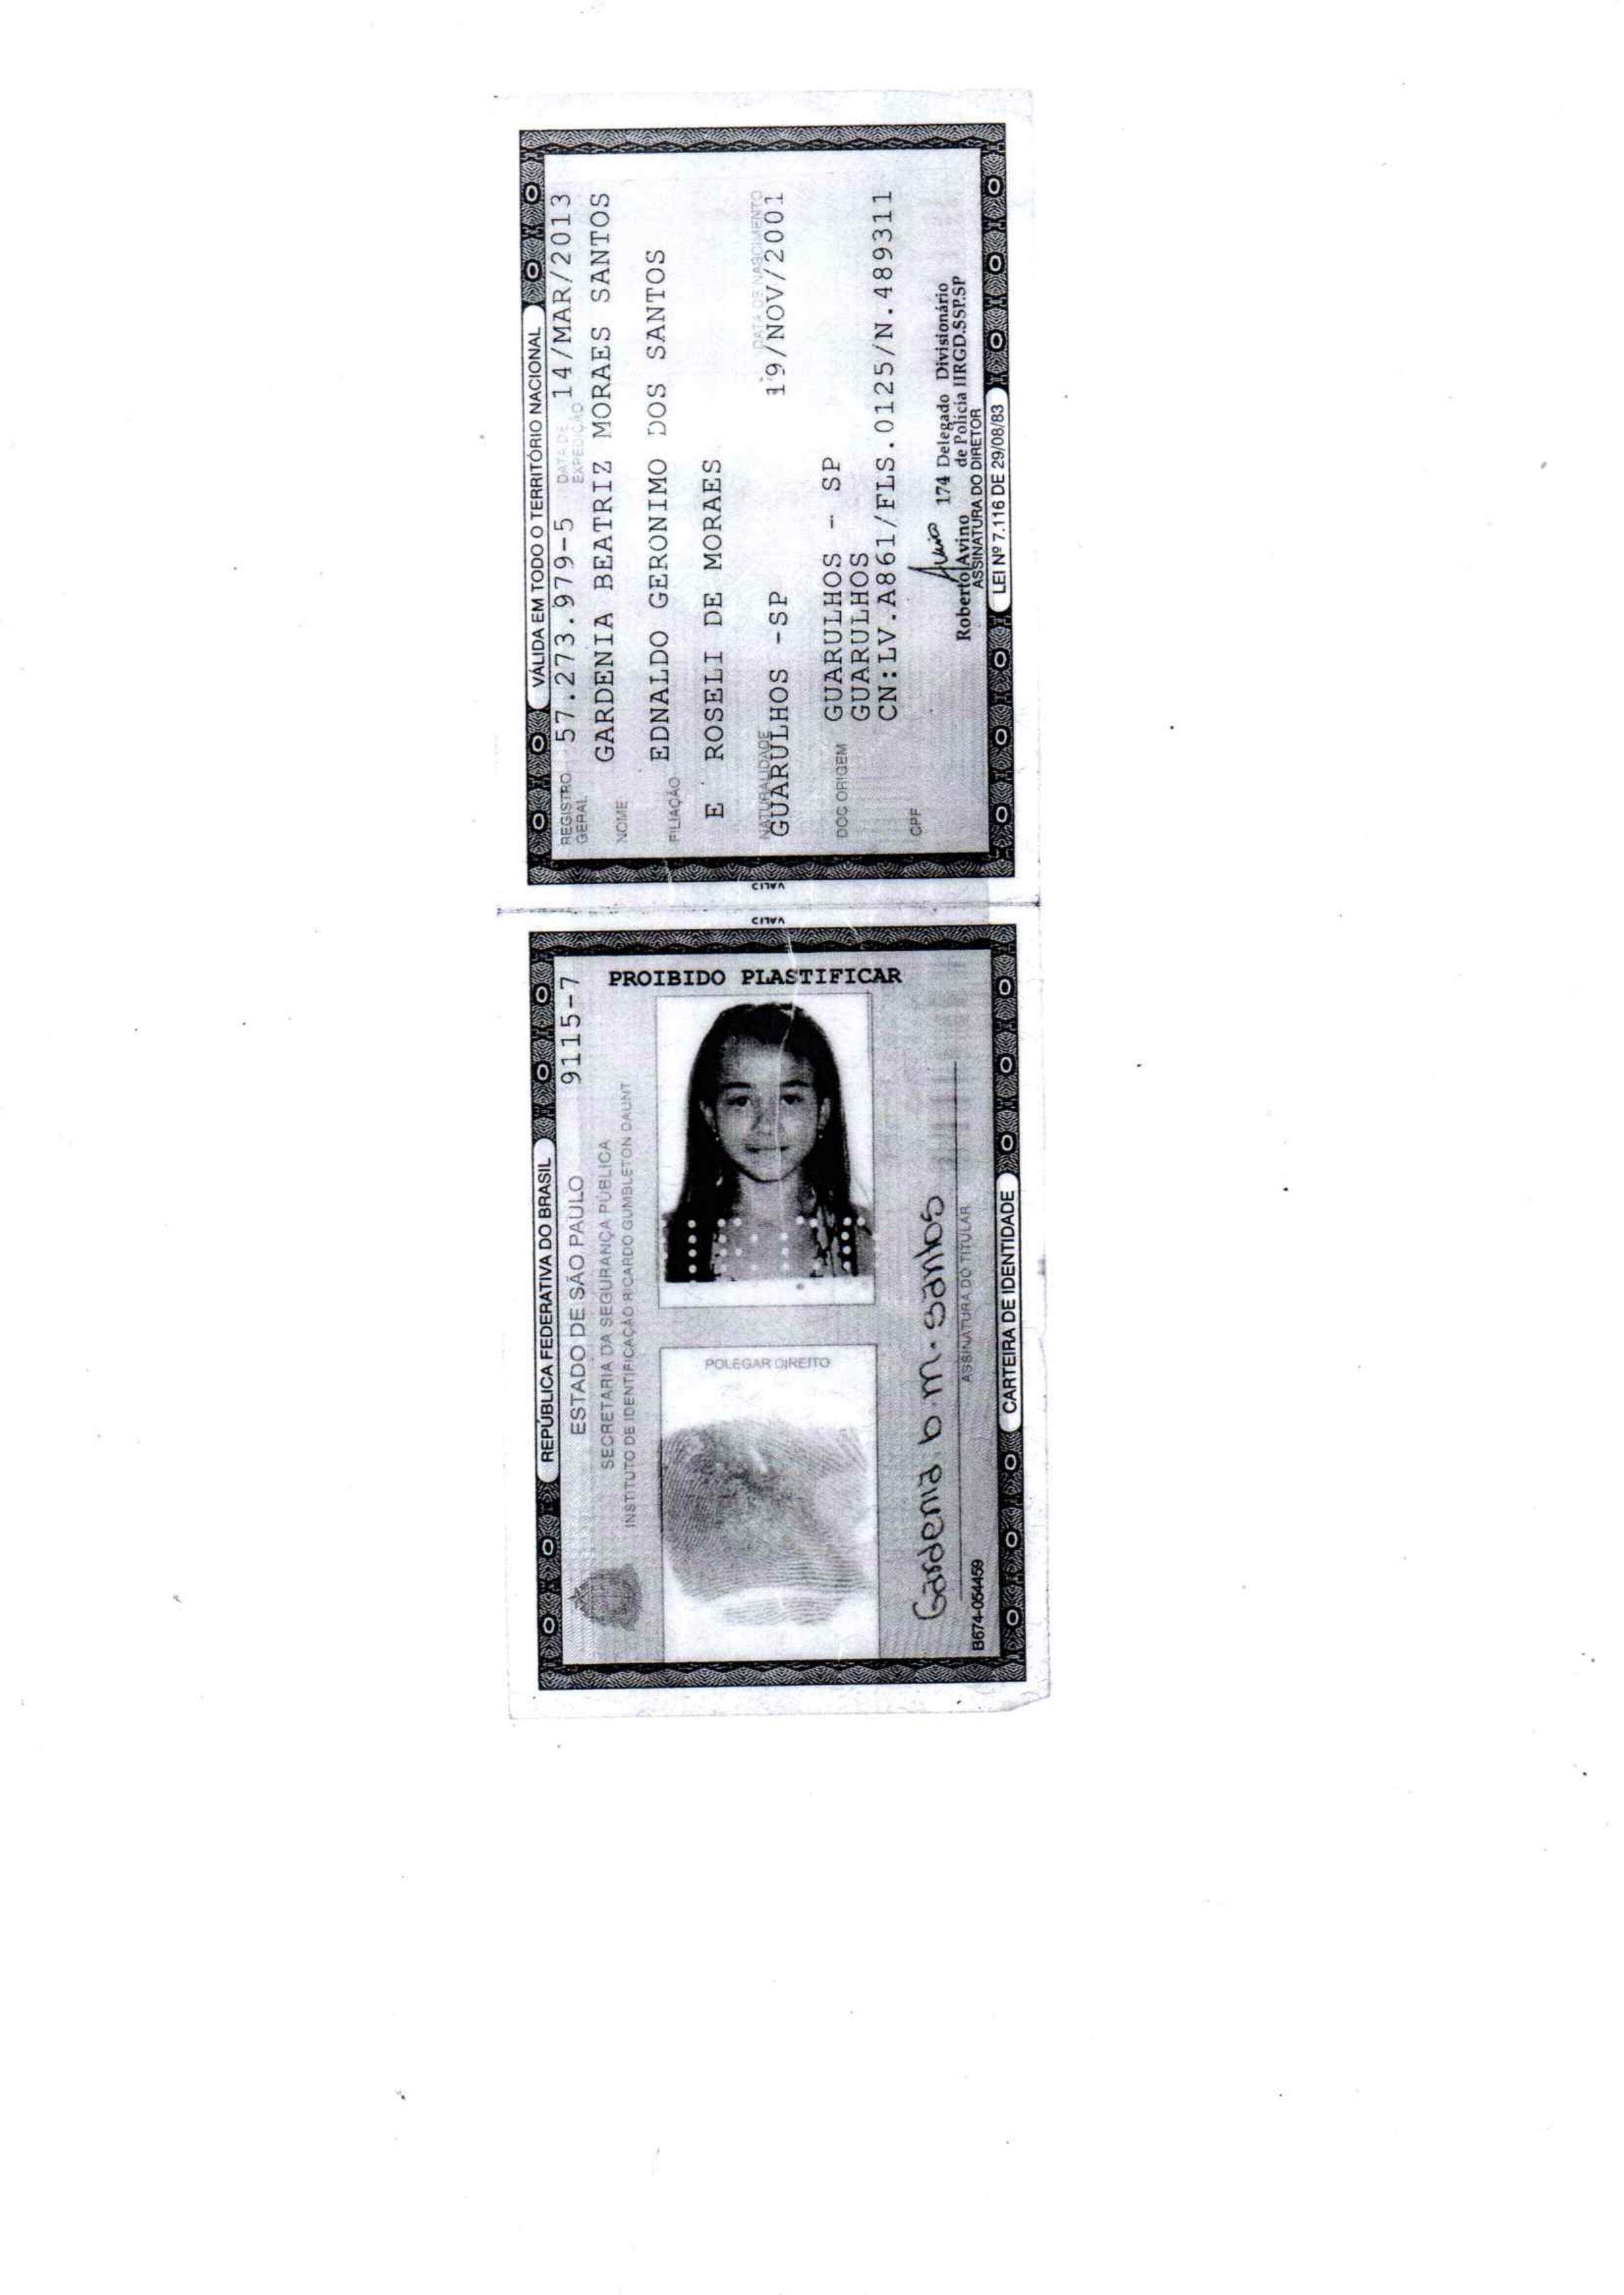 REPÚBLICA FEDERATIVA DO BRASIL
ESTADO DE SÃO PAULO 9115-7
SECRETARIA DA SEGURANÇA PÚBLICA
INSTITUTO DE IDENTIFICAÇÃO RICARDO GUMBLETON DAUNT
PROIBIDO PLASTIFICAR
POLEGAR DIREITO
Gardenia b m. santos
ASSINATURA DO TITULAR
B674-054459
CARTEIRA DE IDENTIDADE
VALID
VALID
VÁLIDA EM TODO O TERRITÓRIO NACIONAL
REGISTRO GERAL 57.273.979-5 DATA DE EXPEDIÇÃO 14/MAR/2013
NOME GARDENIA BEATRIZ MORAES SANTOS
FILIAÇÃO EDNALDO GERONIMO DOS SANTOS
E ROSELI DE MORAES
NATURALIDADE DATA DE NASCIMENTO
GUARULHOS -SP 19/NOV/2001
DOC ORIGEM GUARULHOS - SP
GUARULHOS
CN:LV.A861/FLS.0125/N.489311
CPF
174 Delegado Divisionário
Roberto Avino de Polícia IIRGD.SSP.SP
ASSINATURA DO DIRETOR
LEI Nº 7.116 DE 29/08/83